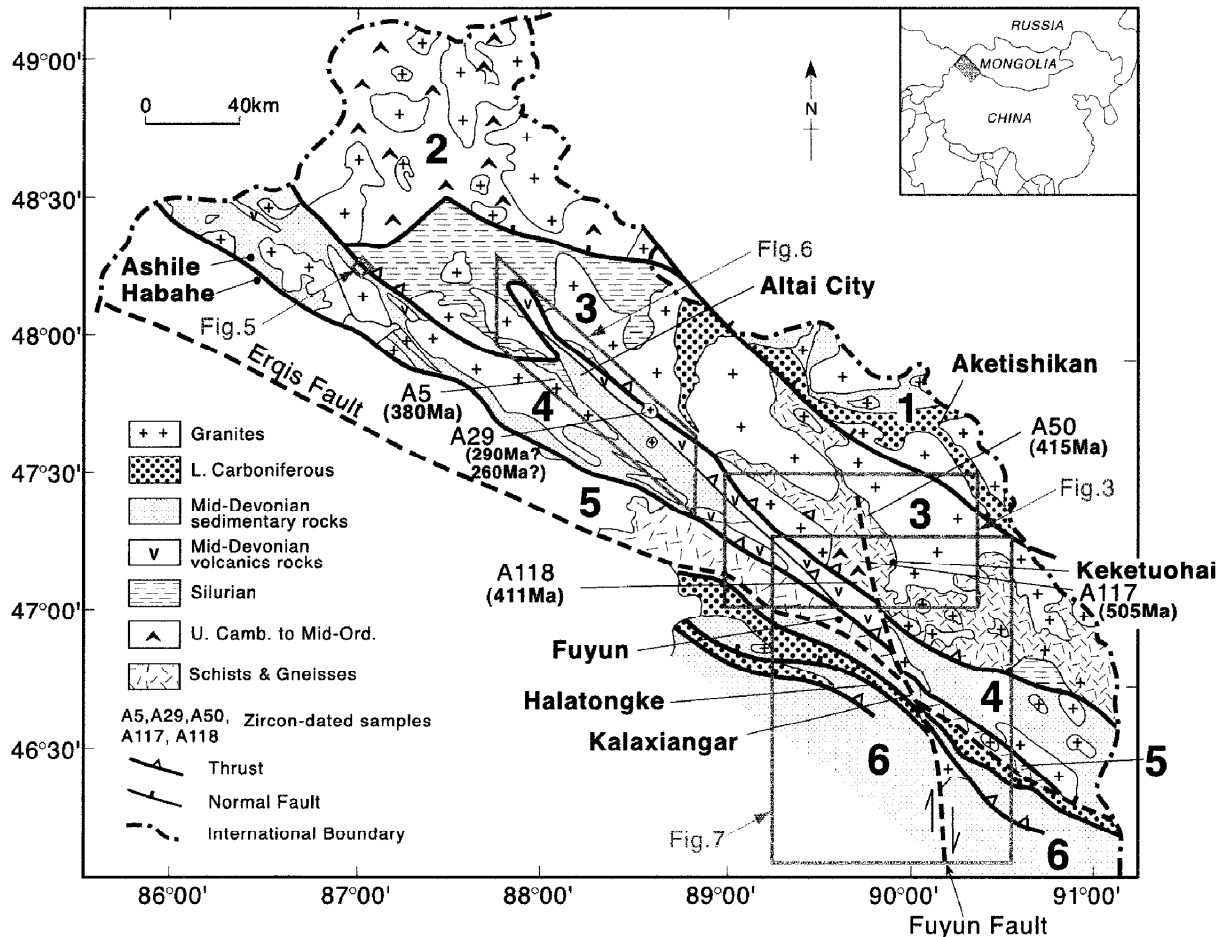 49°00'
48°30'
48°00'
47°30'
47°00'
46°30'
0 40km
N
RUSSIA
MONGOLIA
CHINA
2
Fig.6
Altai City
Ashile
Habahe
Fig.5
3
Erqis Fault
A5
(380Ma)
4
A29
(290Ma?
260Ma?)
5
Aketishikan
1
A50
(415Ma)
3
Fig.3
Keketuohai
A117
(505Ma)
A118
(411Ma)
Fuyun
Halatongke
Kalaxiangar
4
5
6
6
Fig.7
Granites
L. Carboniferous
Mid-Devonian
sedimentary rocks
Mid-Devonian
volcanics rocks
Silurian
U. Camb. to Mid-Ord.
Schists & Gneisses
A5,A29,A50, Zircon-dated samples
A117, A118
Thrust
Normal Fault
International Boundary
86°00' 87°00' 88°00' 89°00' 90°00' 91°00'
Fuyun Fault